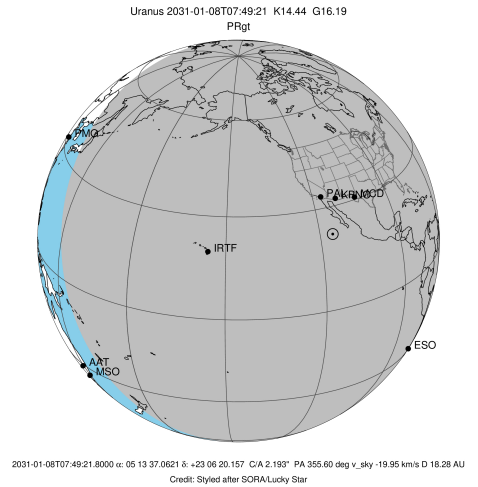 Uranus 2031-01-08T07:49:21 K14.44 G16.19
PRgt
PMO
MCD
IRTF
ESO
AAT
MSO
2031-01-08T07:49:21.8000 α: 05 13 37.0621 δ: +23 06 20.157 C/A 2.193" PA 355.60 deg v_sky -19.95 km/s D 18.28 AU
Credit: Styled after SORA/Lucky Star